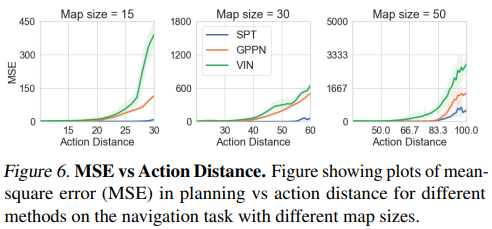 Map size = 15
Map size = 30
Map size = 50
MSE
450
300
150
0
15 20 25 30
Action Distance
1800
1200
600
0
SPT
GPPN
VIN
30 40 50 60
Action Distance
5000
3333
1667
0
50.0 66.7 83.3 100.0
Action Distance
Figure 6. MSE vs Action Distance. Figure showing plots of mean-
square error (MSE) in planning vs action distance for different
methods on the navigation task with different map sizes.